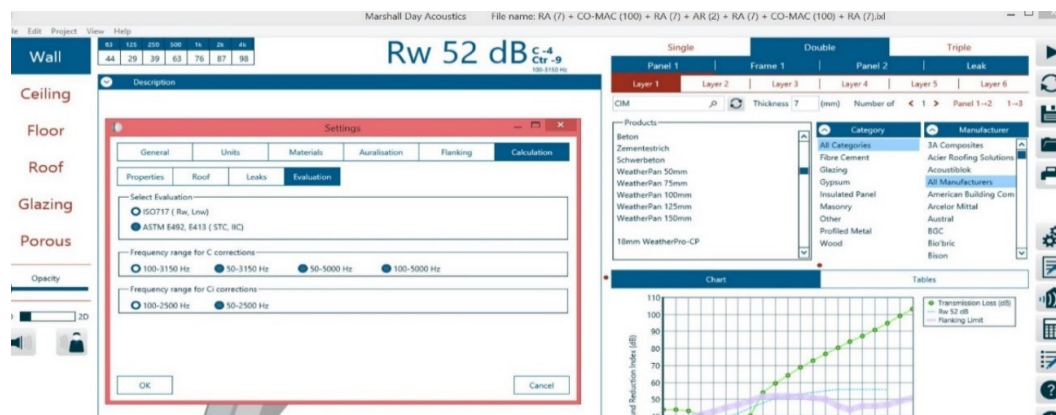 Marshall Day Acoustics File name: RA (7) + CO-MAC (100) + RA (7) + AR (2) + RA (7) + CO-MAC (100) + RA (7).ixl
Edit Project View Help
Wall
63 125 250 500 1k 2k 4k
44 29 39 63 76 87 98
Rw 52 dB C -4
Ctr -9
100-3150 Hz
Description
Ceiling
Floor
Roof
Glazing
Porous
Opacity
2D
Settings
General Units Materials Auralisation Flanking Calculation
Properties Roof Leaks Evaluation
Select Evaluation
ISO717 ( Rw, Lnw)
ASTM E492, E413 ( STC, IIC)
Frequency range for C corrections
100-3150 Hz 50-3150 Hz 50-5000 Hz 100-5000 Hz
Frequency range for Ci corrections
100-2500 Hz 50-2500 Hz
OK Cancel
Single Double Triple
Panel 1 Frame 1 Panel 2 Leak
Layer 1 Layer 2 Layer 3 Layer 4 Layer 5 Layer 6
CIM Thickness 7 (mm) Number of < 1 > Panel 1→2 1→3
Products
Beton
Zementestrich
Schwerbeton
WeatherPan 50mm
WeatherPan 75mm
WeatherPan 100mm
WeatherPan 125mm
WeatherPan 150mm
18mm WeatherPro-CP
Category
All Categories
Fibre Cement
Glazing
Gypsum
Insulated Panel
Masonry
Other
Profiled Metal
Wood
Manufacturer
3A Composites
Acier Roofing Solutions
Acoustiblok
All Manufacturers
American Building Com
Arcelor Mittal
Austral
BGC
Bio'bric
Bison
Chart Tables
110
100
90
80
70
60
50
Sound Reduction Index (dB)
Transmission Loss (dB)
Rw 52 dB
Flanking Limit